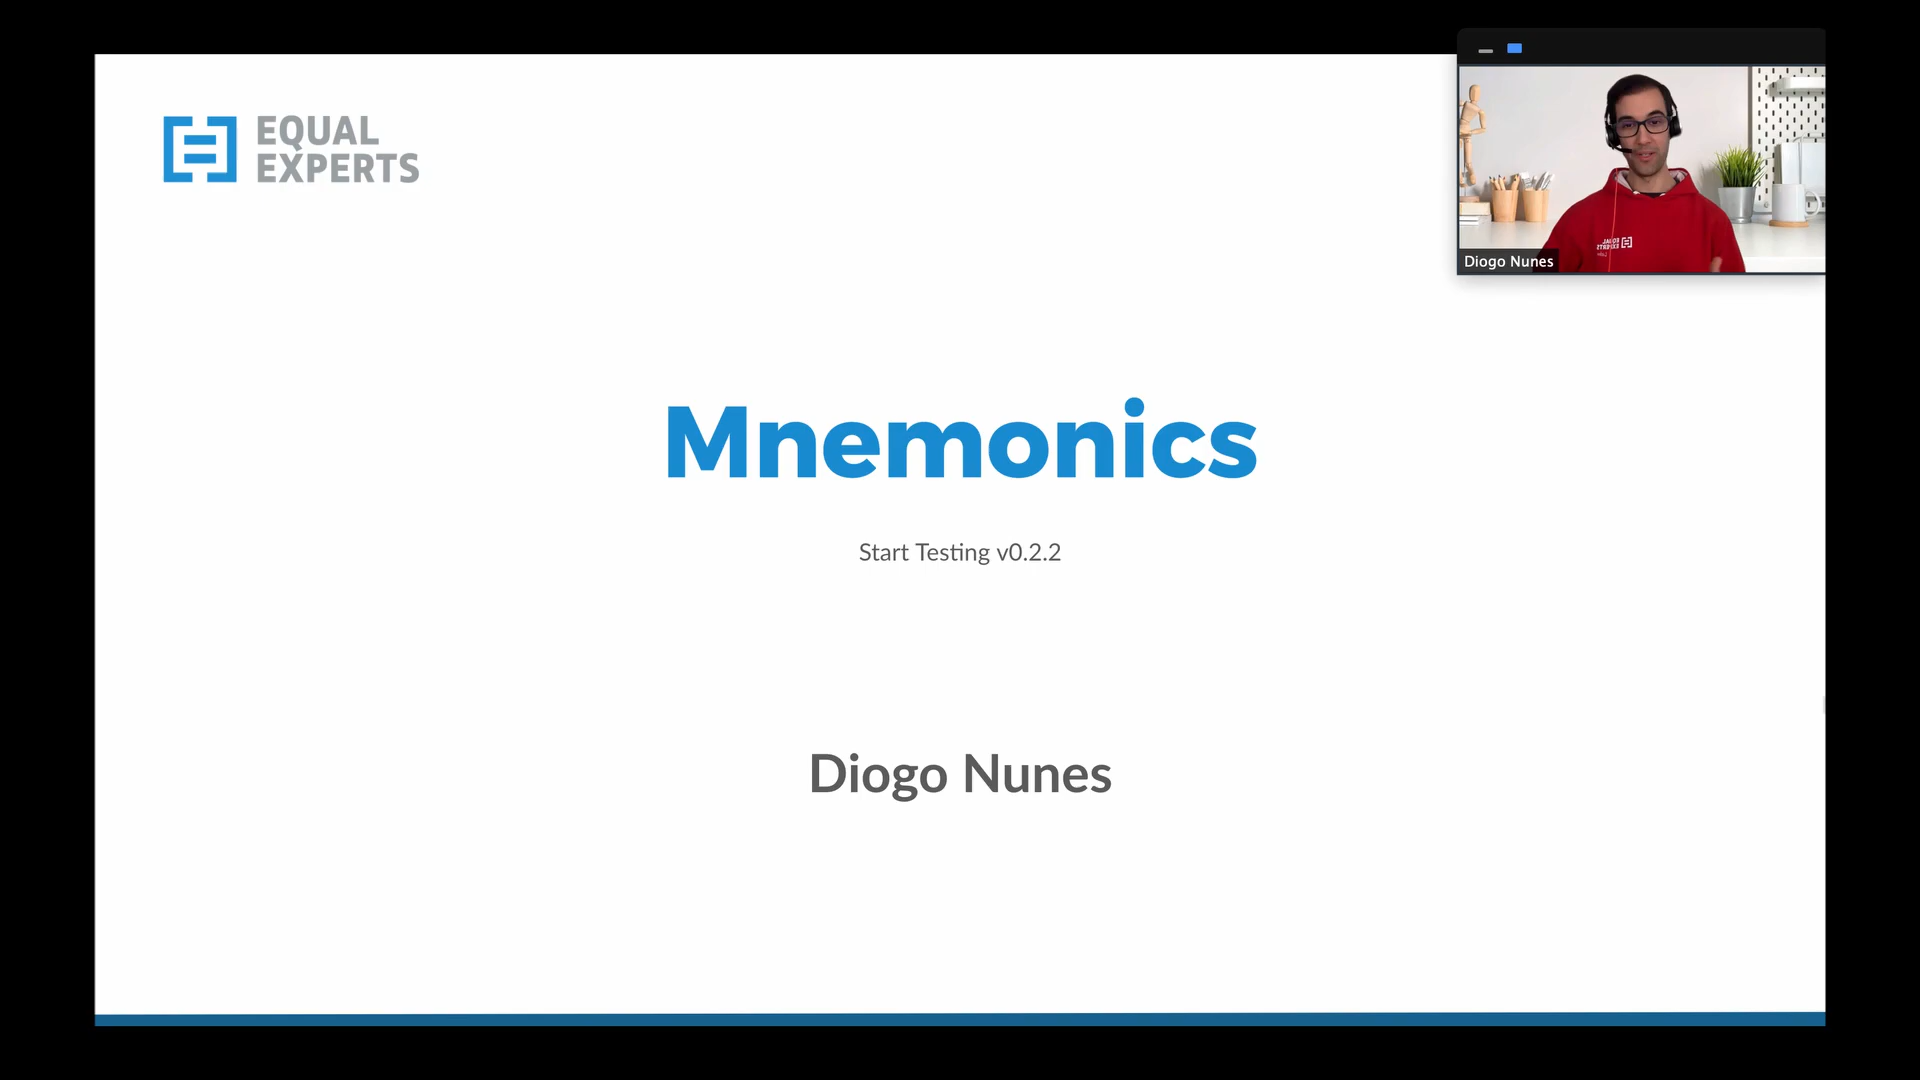 EQUAL
EXPERTS
Diogo Nunes
Mnemonics
Start Testing v0.2.2
Diogo Nunes